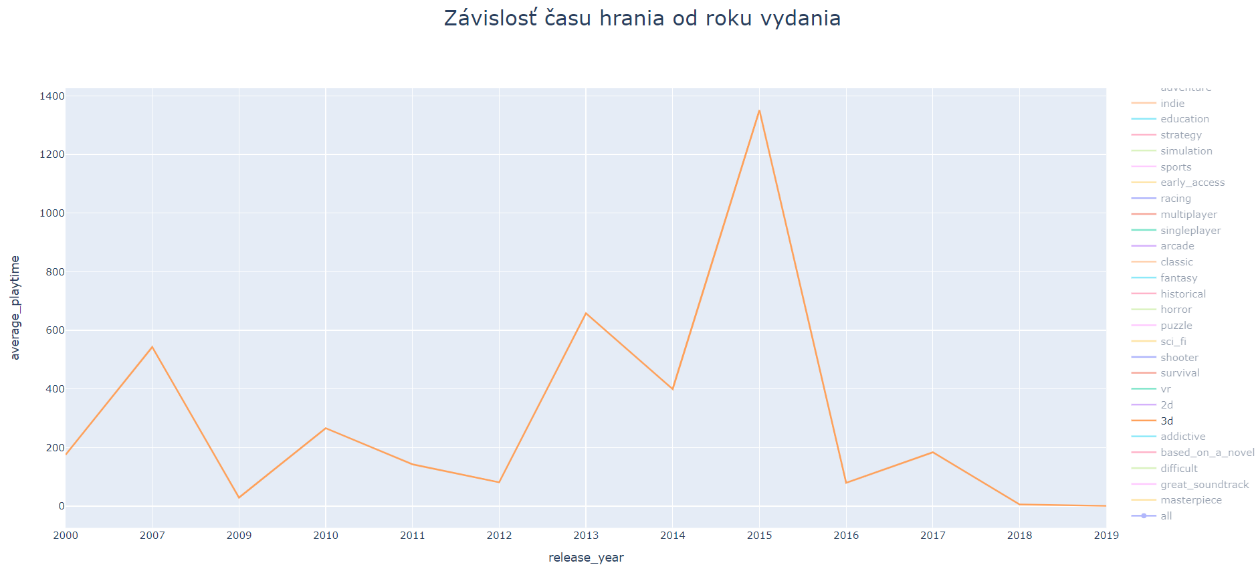 Závislosť času hrania od roku vydania
1400
1200
1000
800
600
400
200
0
average_playtime
2000 2007 2009 2010 2011 2012 2013 2014 2015 2016 2017 2018 2019
release_year
adventure
indie
education
strategy
simulation
sports
early_access
racing
multiplayer
singleplayer
arcade
classic
fantasy
historical
horror
puzzle
sci_fi
shooter
survival
vr
2d
3d
addictive
based_on_a_novel
difficult
great_soundtrack
masterpiece
all